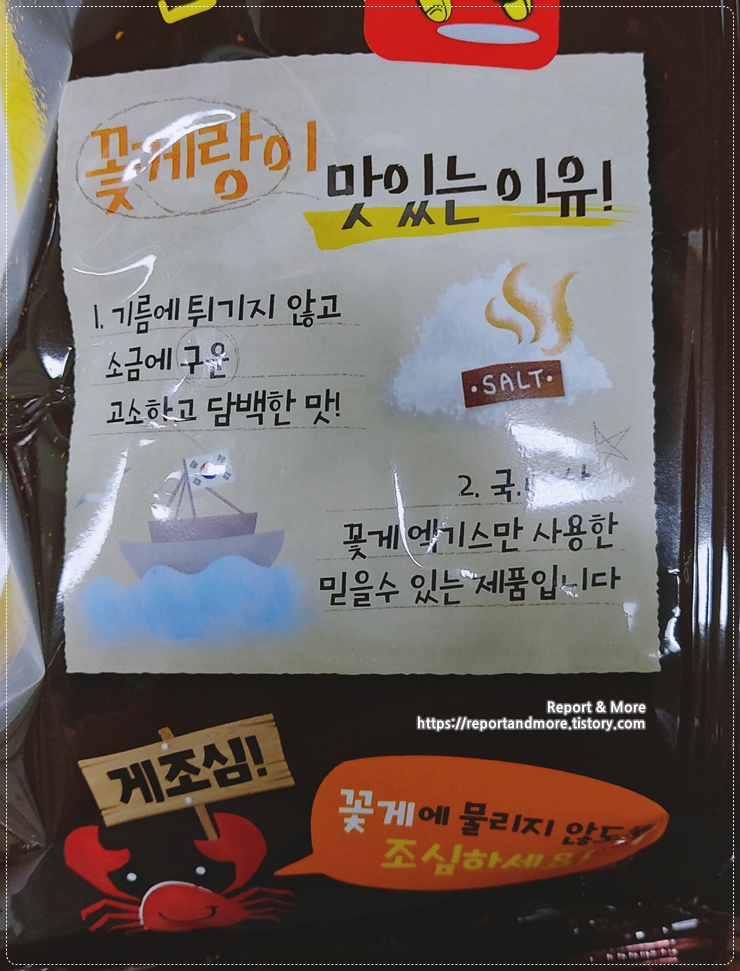 꽃게랑이
맛있는 이유!
1. 기름에 튀기지 않고
소금에 구운
고소하고 담백한 맛!
·SALT·
2. 국
꽃게 엑기스만 사용한
믿을수 있는 제품입니다
Report & More
https://reportandmore.tistory.com
게조심!
꽃게에 물리지
조심하세요!